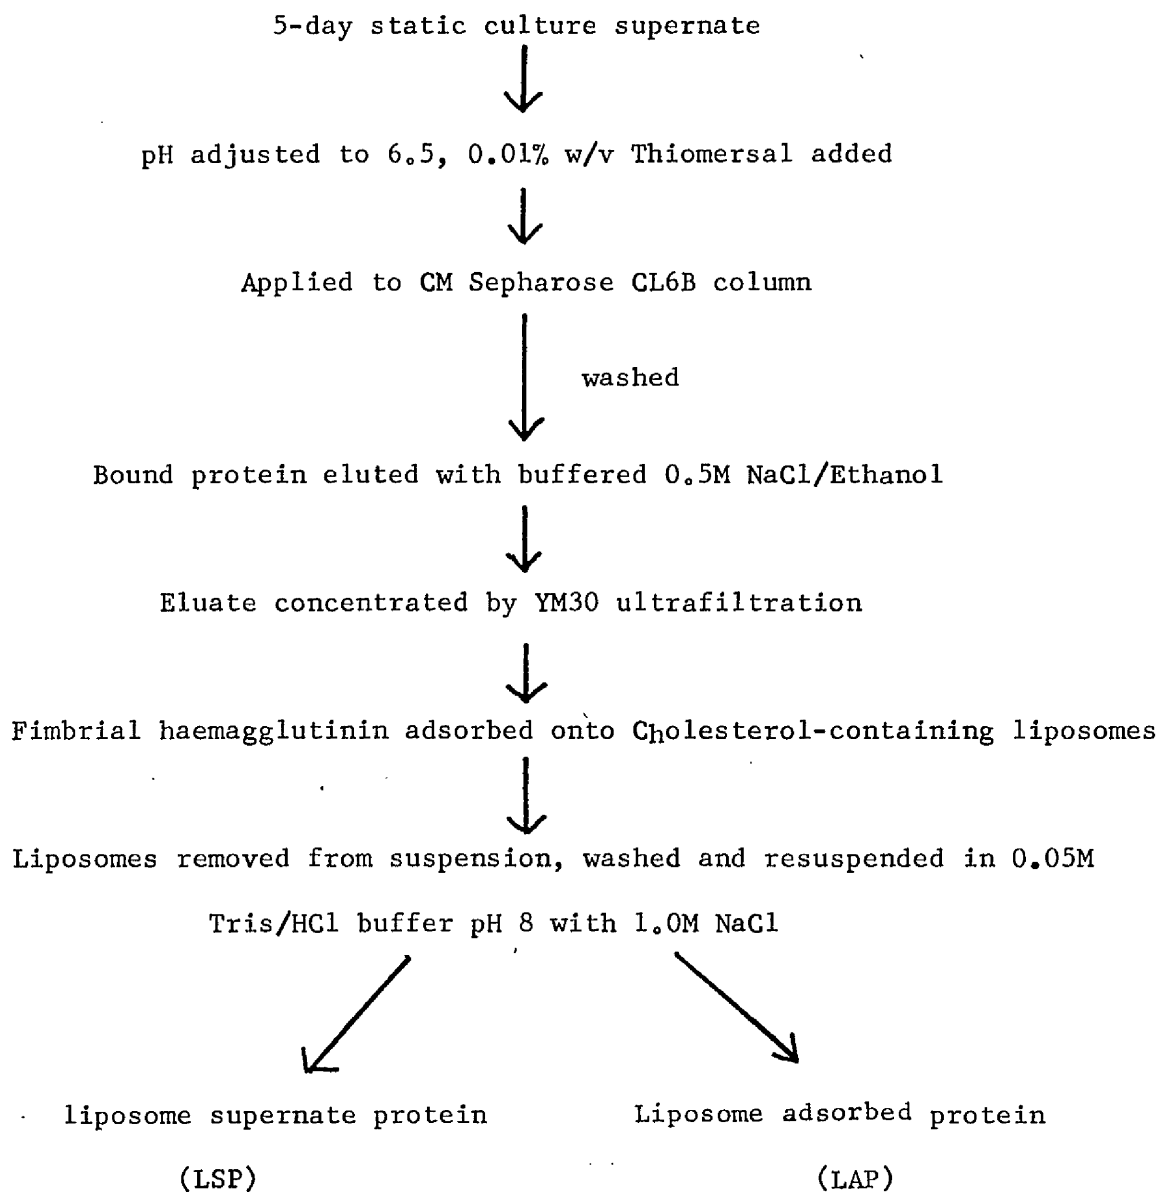 5-day static culture supernate
pH adjusted to 6.5, 0.01% w/v Thiomersal added
Applied to CM Sepharose CL6B column
washed
Bound protein eluted with buffered 0.5M NaCl/Ethanol
Eluate concentrated by YM30 ultrafiltration
Fimbrial haemagglutinin adsorbed onto Cholesterol-containing liposomes
Liposomes removed from suspension, washed and resuspended in 0.05M
Tris/HCl buffer pH 8 with 1.0M NaCl
liposome supernate protein
(LSP)
Liposome adsorbed protein
(LAP)